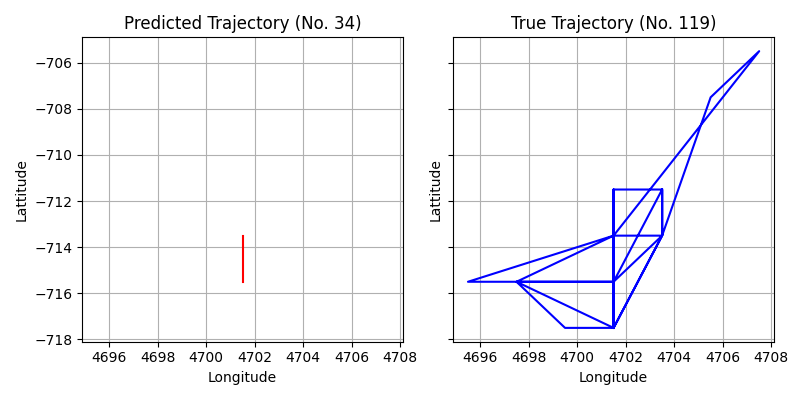 Predicted Trajectory (No. 34)
−706
−708
−710
−712
−714
−716
−718
Lattitude
4696 4698 4700 4702 4704 4706 4708
Longitude
True Trajectory (No. 119)
Lattitude
4696 4698 4700 4702 4704 4706 4708
Longitude